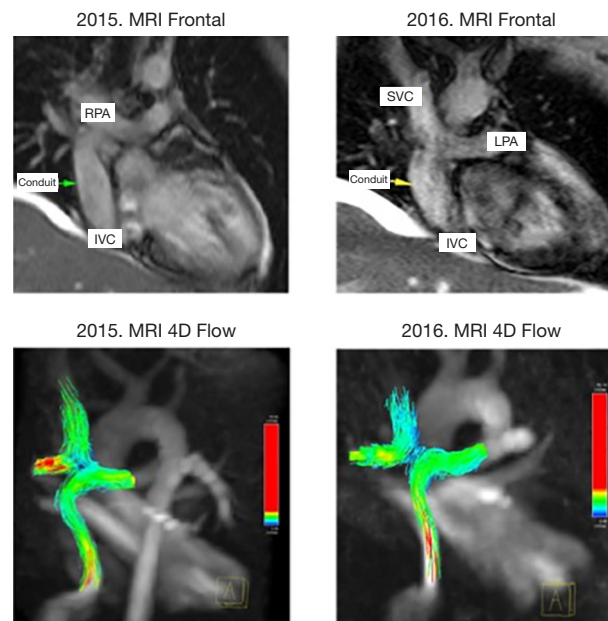 2015. MRI Frontal
2016. MRI Frontal
RPA
Conduit
IVC
SVC
LPA
Conduit
IVC
2015. MRI 4D Flow
2016. MRI 4D Flow
A
A